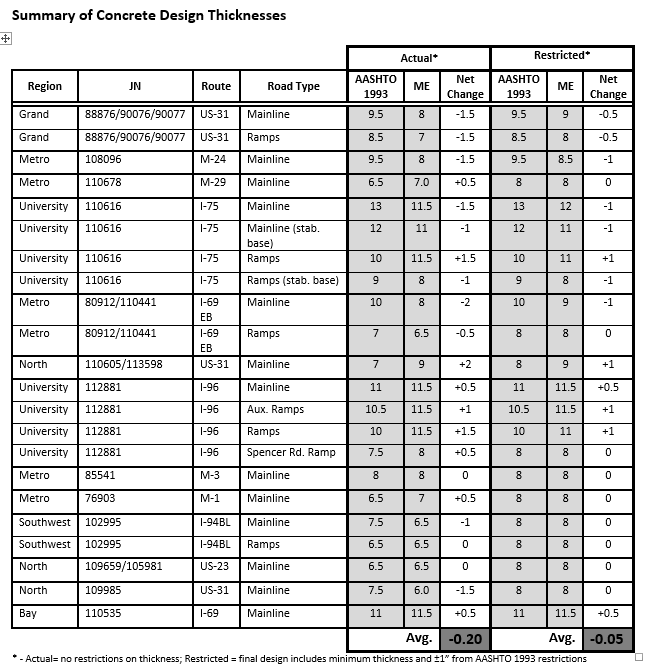 Summary of Concrete Design Thicknesses
Actual* Restricted*
Region JN Route Road Type AASHTO 1993 ME Net Change AASHTO 1993 ME Net Change
Grand 88876/90076/90077 US-31 Mainline 9.5 8 -1.5 9.5 9 -0.5
Grand 88876/90076/90077 US-31 Ramps 8.5 7 -1.5 8.5 8 -0.5
Metro 108096 M-24 Mainline 9.5 8 -1.5 9.5 8.5 -1
Metro 110678 M-29 Mainline 6.5 7.0 +0.5 8 8 0
University 110616 I-75 Mainline 13 11.5 -1.5 13 12 -1
University 110616 I-75 Mainline (stab. base) 12 11 -1 12 11 -1
University 110616 I-75 Ramps 10 11.5 +1.5 10 11 +1
University 110616 I-75 Ramps (stab. base) 9 8 -1 9 8 -1
Metro 80912/110441 I-69 EB Mainline 10 8 -2 10 9 -1
Metro 80912/110441 I-69 EB Ramps 7 6.5 -0.5 8 8 0
North 110605/113598 US-31 Mainline 7 9 +2 8 9 +1
University 112881 I-96 Mainline 11 11.5 +0.5 11 11.5 +0.5
University 112881 I-96 Aux. Ramps 10.5 11.5 +1 10.5 11.5 +1
University 112881 I-96 Ramps 10 11.5 +1.5 10 11 +1
University 112881 I-96 Spencer Rd. Ramp 7.5 8 +0.5 8 8 0
Metro 85541 M-3 Mainline 8 8 0 8 8 0
Metro 76903 M-1 Mainline 6.5 7 +0.5 8 8 0
Southwest 102995 I-94BL Mainline 7.5 6.5 -1 8 8 0
Southwest 102995 I-94BL Ramps 6.5 6.5 0 8 8 0
North 109659/105981 US-23 Mainline 6.5 6.5 0 8 8 0
North 109985 US-31 Mainline 7.5 6.0 -1.5 8 8 0
Bay 110535 I-69 Mainline 11 11.5 +0.5 11 11.5 +0.5
Avg. -0.20 Avg. -0.05
* - Actual= no restrictions on thickness; Restricted = final design includes minimum thickness and ±1” from AASHTO 1993 restrictions